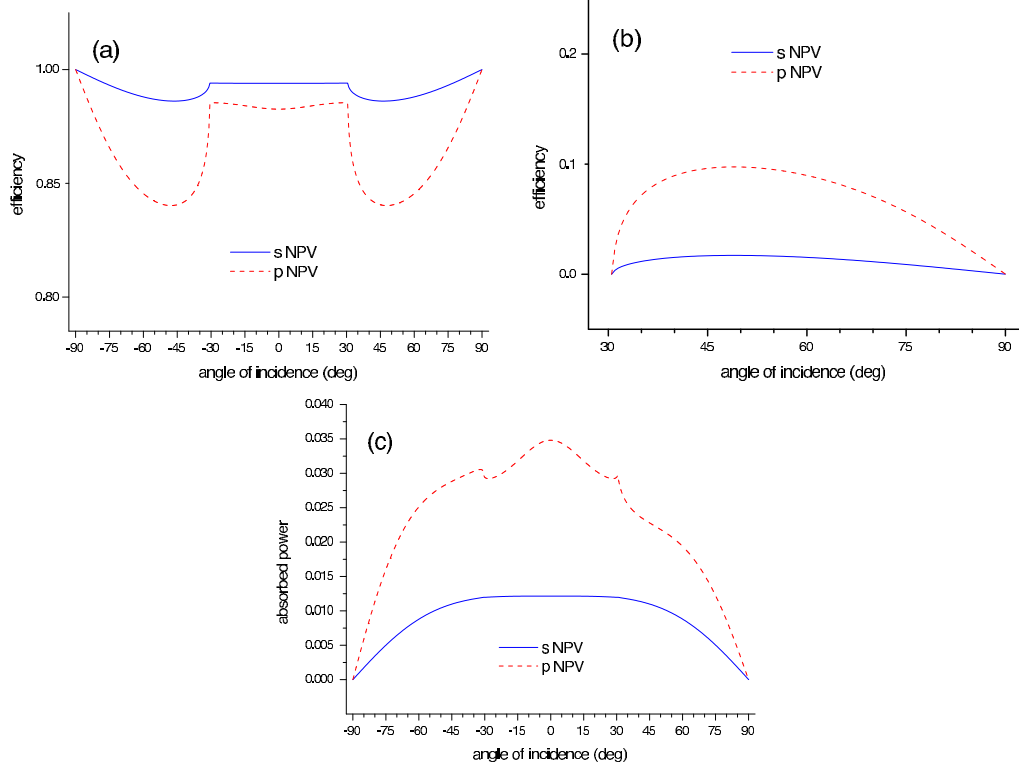 (a)
1.00
0.85
0.80
efficiency
s NPV
p NPV
-90 -75 -60 -45 -30 -15 0 15 30 45 60 75 90
angle of incidence (deg)
(b)
0.2
0.1
0.0
efficiency
s NPV
p NPV
30 45 60 75 90
angle of incidence (deg)
(c)
0.040
0.035
0.030
0.025
0.020
0.015
0.010
0.005
0.000
absorbed power
s NPV
p NPV
-90 -75 -60 -45 -30 -15 0 15 30 45 60 75 90
angle of incidence (deg)